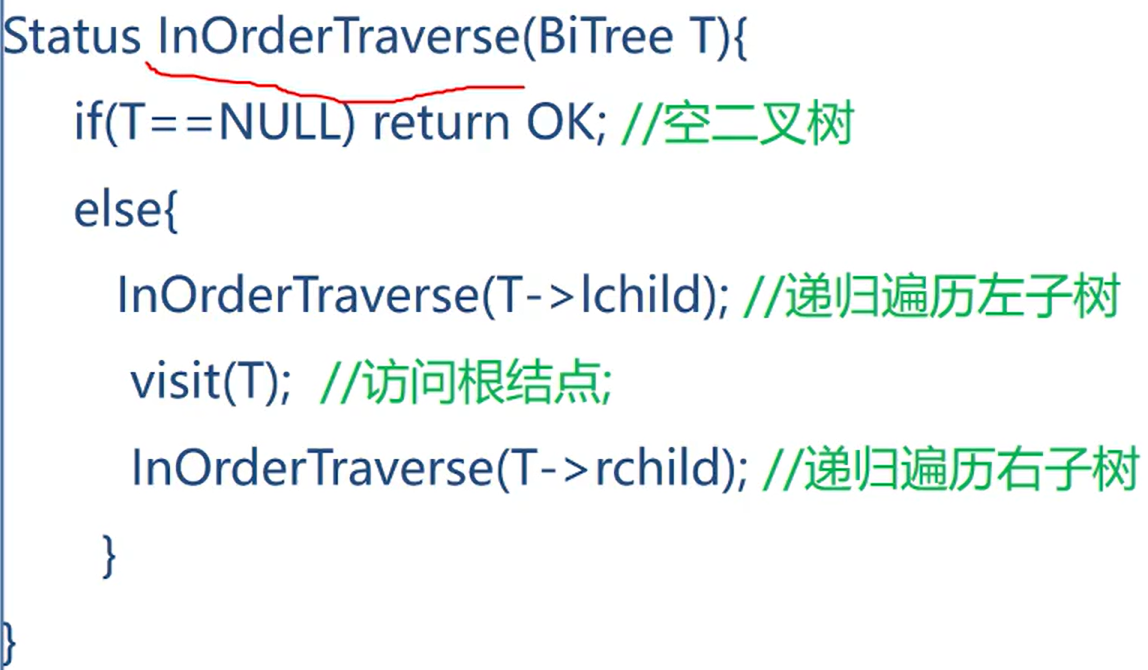 Status InOrderTraverse(BiTree T){
if(T==NULL) return OK; //空二叉树
else{
InOrderTraverse(T->lchild); //递归遍历左子树
visit(T); //访问根结点;
InOrderTraverse(T->rchild); //递归遍历右子树
}
}